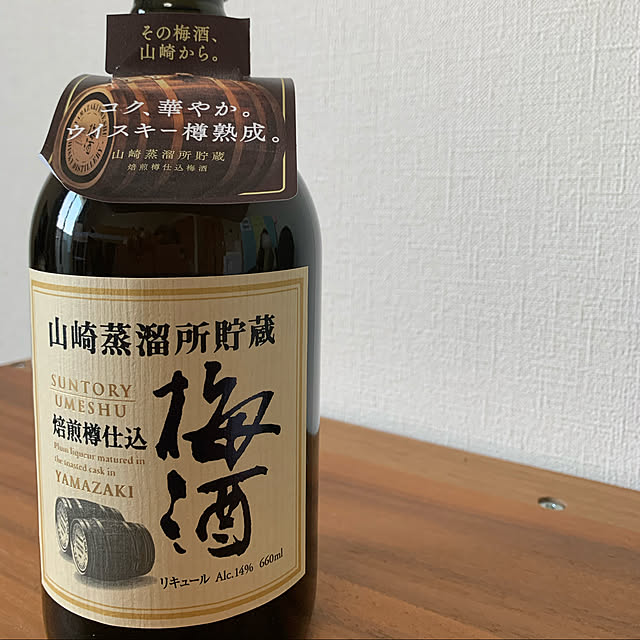 その梅酒、
山崎から。
コク、華やか。
ウイスキー樽熟成。
山崎蒸溜所貯蔵
焙煎樽仕込梅酒
山崎蒸溜所貯蔵
SUNTORY
UMESHU
焙煎樽仕込
Plum liqueur matured in
the toasted cask in
YAMAZAKI
梅酒
リキュール Alc.14% 660ml